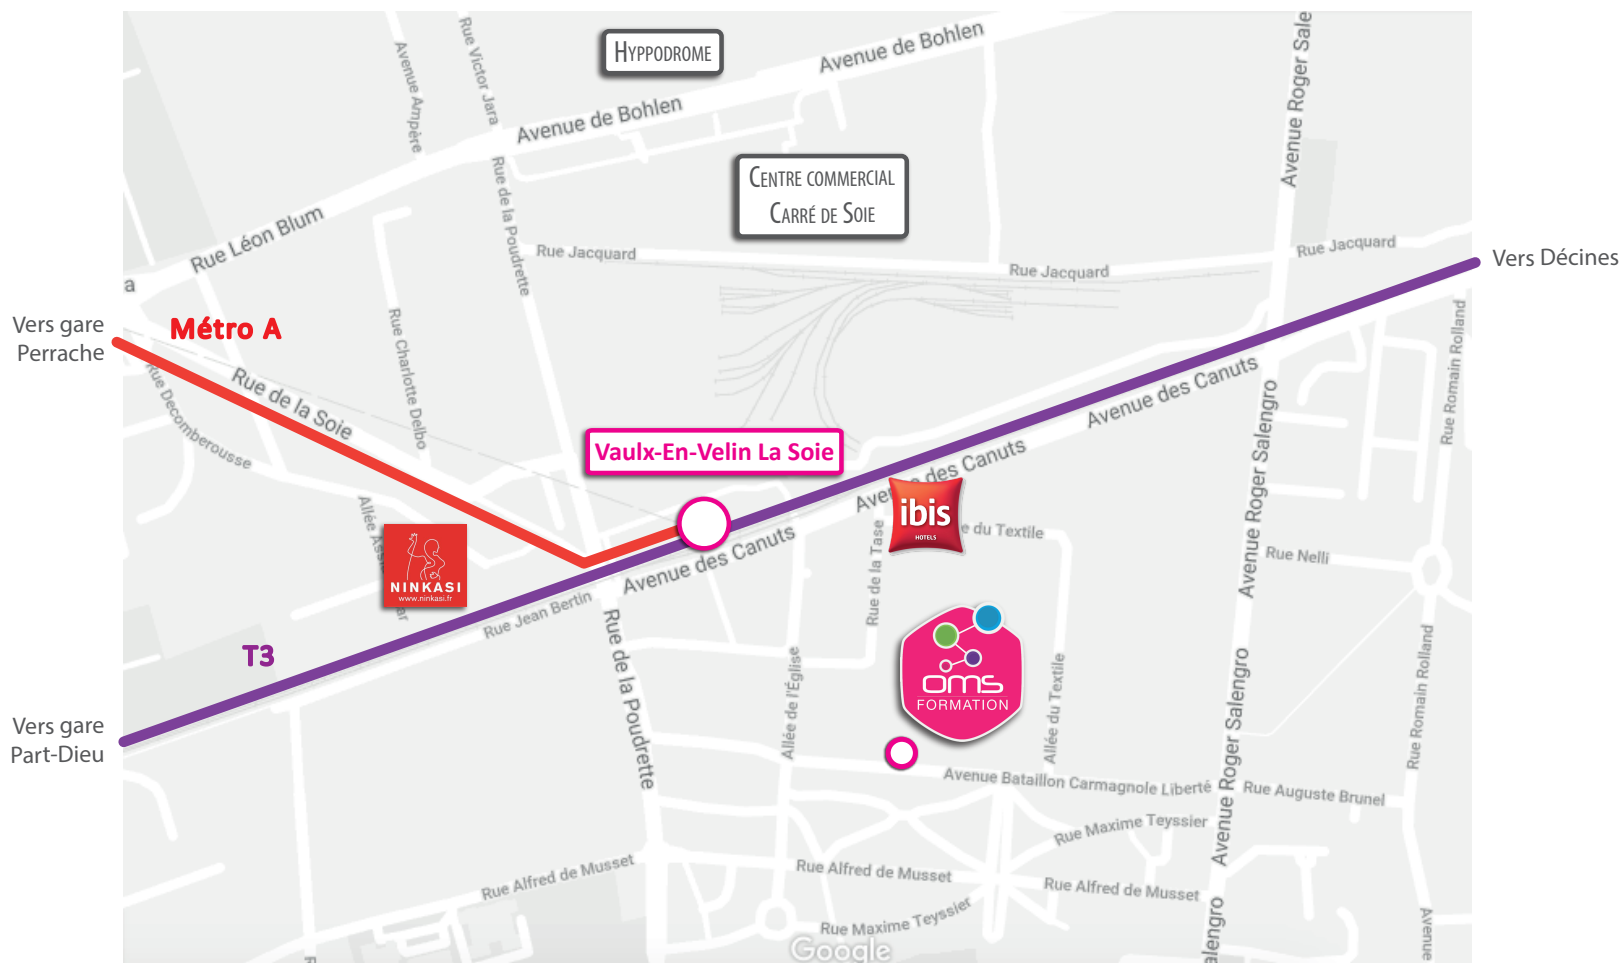 HYPPODROME
Avenue de Bohlen
Avenue de Bohlen
Rue Victor Jara
Avenue Ampère
Avenue Roger Sale
CENTRE COMMERCIAL
CARRÉ DE SOIE
Rue de la Poudrette
Rue Léon Blum
Rue Jacquard
Rue Jacquard
Rue Jacquard
Vers Décines
a
Vers gare
Perrache
Métro A
Rue Charlotte Delbo
Rue de la Soie
Rue Decomberousse
Rue Romain Rolland
Avenue des Canuts
Vaulx-En-Velin La Soie
Avenue Roger Salengro
des Canuts
Ave
ibis
HOTELS
e du Textile
Allée Ass
ar
NINKASI
www.ninkasi.fr
Avenue des Canuts
Rue de la Tase
Rue Nelli
Rue Jean Bertin
T3
Rue de la Poudrette
Allée de l'Église
oms
FORMATION
Allée du Textile
Avenue Roger Salengro
Rue Romain Rolland
Vers gare
Part-Dieu
Avenue Bataillon Carmagnole Liberté
Rue Auguste Brunel
Rue Maxime Teyssier
Rue Alfred de Musset
Rue Alfred de Musset
Rue Alfred de Musset
Rue Maxime Teyssier
alengro
Avenue
R
Google